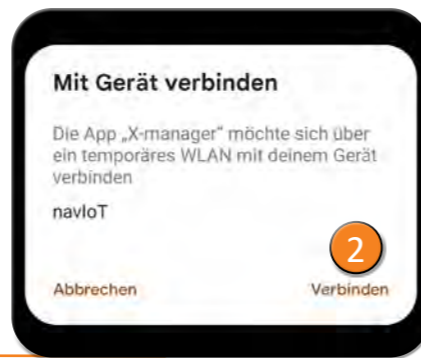 Mit Gerät verbinden
Die App „X-manager“ möchte sich über
ein temporäres WLAN mit deinem Gerät
verbinden
navIoT
2
Abbrechen
Verbinden